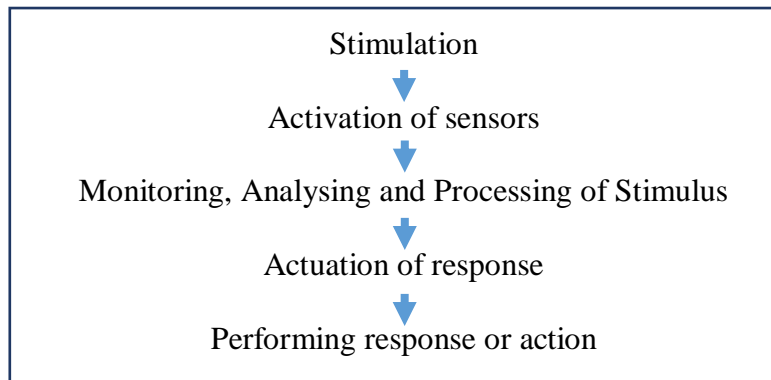 Stimulation
Activation of sensors
Monitoring, Analysing and Processing of Stimulus
Actuation of response
Performing response or action